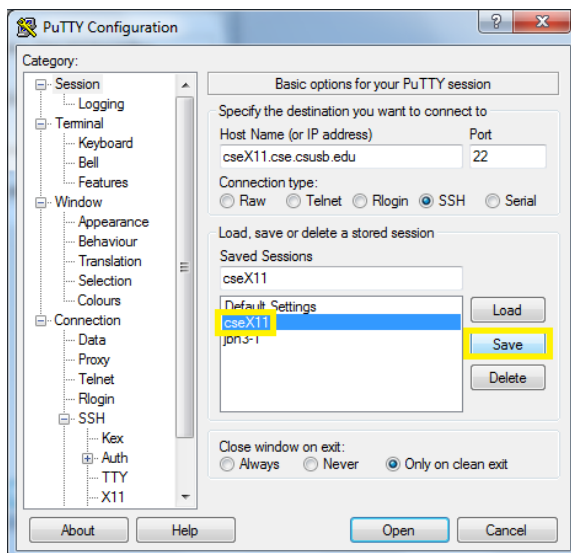 PuTTY Configuration
Category:
Session
Logging
Terminal
Keyboard
Bell
Features
Window
Appearance
Behaviour
Translation
Selection
Colours
Connection
Data
Proxy
Telnet
Rlogin
SSH
Kex
Auth
TTY
X11
Basic options for your PuTTY session
Specify the destination you want to connect to
Host Name (or IP address) Port
cseX11.cse.csusb.edu 22
Connection type:
Raw Telnet Rlogin SSH Serial
Load, save or delete a stored session
Saved Sessions
cseX11
Default Settings
cseX11
jbh3-1
Load
Save
Delete
Close window on exit:
Always Never Only on clean exit
About Help Open Cancel